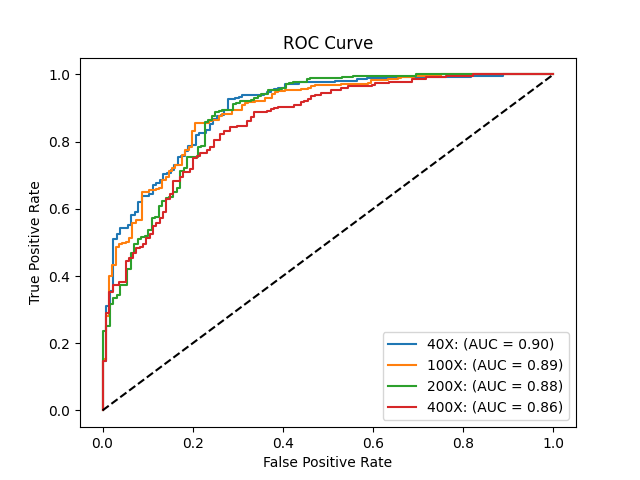 ROC Curve
True Positive Rate
1.0
0.8
0.6
0.4
0.2
0.0
40X: (AUC = 0.90)
100X: (AUC = 0.89)
200X: (AUC = 0.88)
400X: (AUC = 0.86)
0.0 0.2 0.4 0.6 0.8 1.0
False Positive Rate